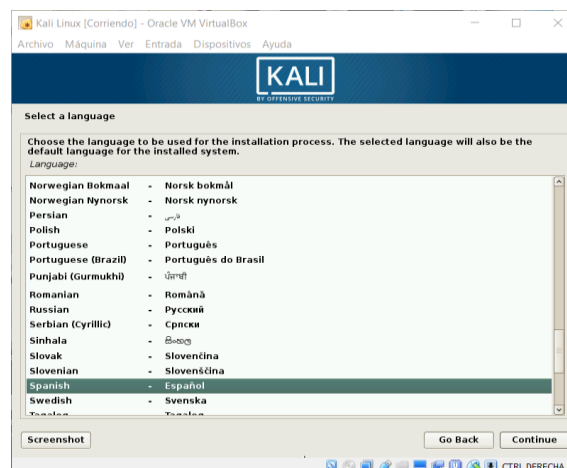 Kali Linux [Corriendo] - Oracle VM VirtualBox
Archivo Máquina Ver Entrada Dispositivos Ayuda
KALI
BY OFFENSIVE SECURITY
Select a language
Choose the language to be used for the installation process. The selected language will also be the
default language for the installed system.
Language:
Norwegian Bokmaal - Norsk bokmål
Norwegian Nynorsk - Norsk nynorsk
Persian - فارسی
Polish - Polski
Portuguese - Português
Portuguese (Brazil) - Português do Brasil
Punjabi (Gurmukhi) - ਪੰਜਾਬੀ
Romanian - Română
Russian - Русский
Serbian (Cyrillic) - Српски
Sinhala - සිංහල
Slovak - Slovenčina
Slovenian - Slovenščina
Spanish - Español
Swedish - Svenska
Tagalog - Tagalog
Screenshot Go Back Continue
CTRL DERECHA